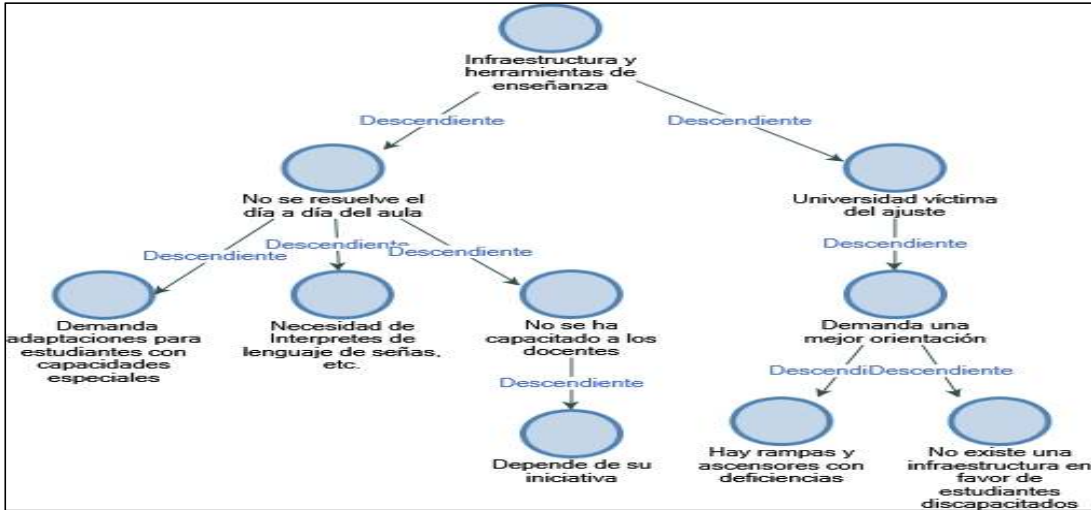 Infraestructura y
herramientas de
enseñanza
Descendiente
Descendiente
No se resuelve el
día a día del aula
Universidad víctima
del ajuste
Descendiente
Descendiente
Descendiente
Descendiente
Demanda
adaptaciones para
estudiantes con
capacidades
especiales
Necesidad de
Interpretes de
lenguaje de señas,
etc.
No se ha
capacitado a los
docentes
Demanda una
mejor orientación
Descendiente
Descendi
Descendiente
Depende de su
iniciativa
Hay rampas y
ascensores con
deficiencias
No existe una
infraestructura en
favor de
estudiantes
discapacitados